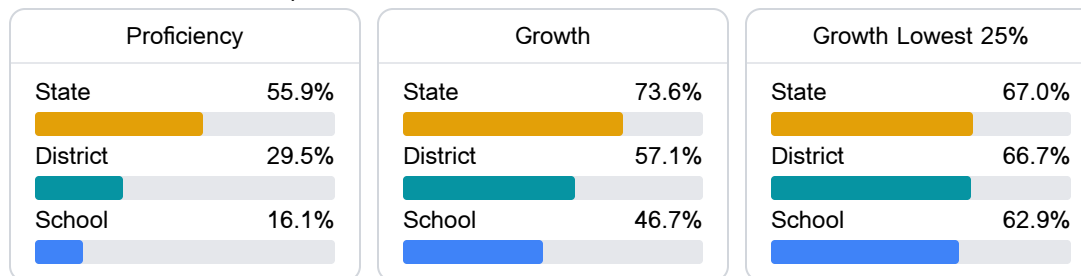 Proficiency
State 55.9%
District 29.5%
School 16.1%
Growth
State 73.6%
District 57.1%
School 46.7%
Growth Lowest 25%
State 67.0%
District 66.7%
School 62.9%